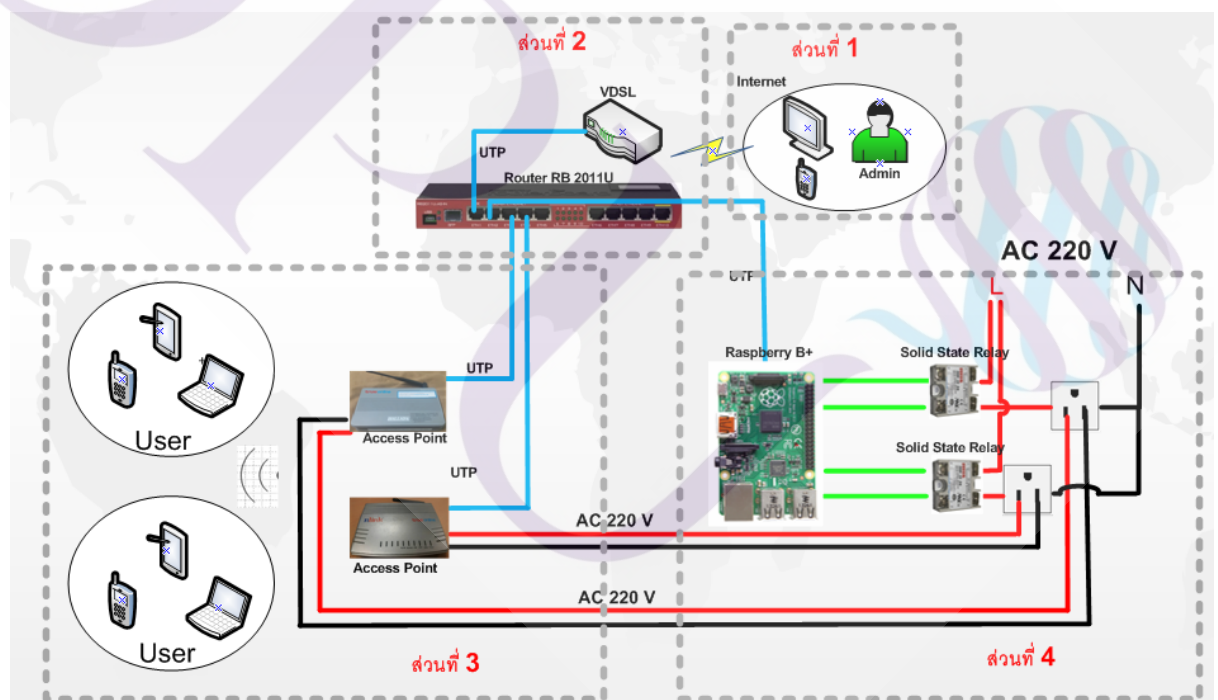 ส่วนที่ 2
ส่วนที่ 1
Internet
VDSL
UTP
Admin
Router RB 2011U
AC 220 V
L
N
UTP
Raspberry B+
Solid State Relay
UTP
Access Point
User
Solid State Relay
UTP
AC 220 V
Access Point
AC 220 V
User
ส่วนที่ 3
ส่วนที่ 4